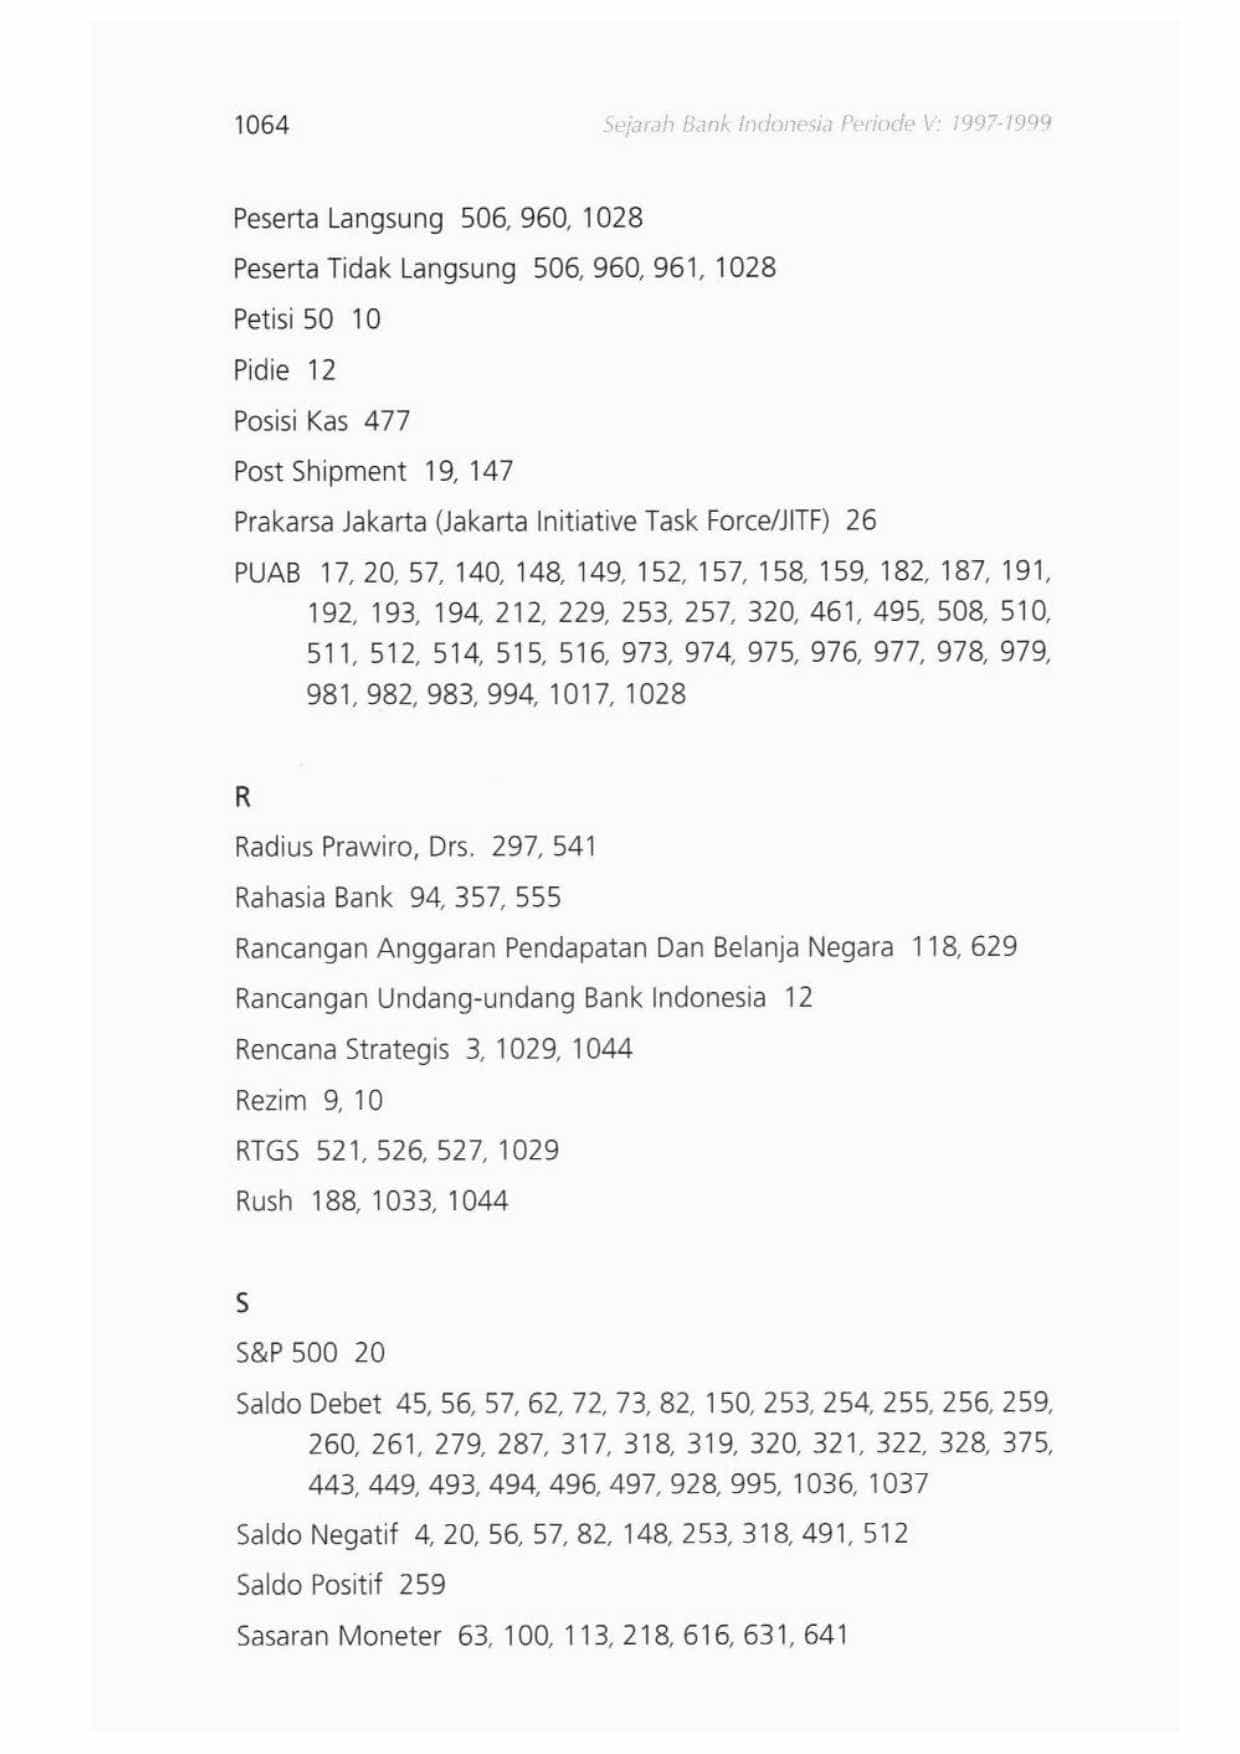 1064
Sejarah Bank Indonesia Periode V: 1997-1999
Peserta Langsung 506, 960, 1028
Peserta Tidak Langsung 506, 960, 961, 1028
Petisi 50 10
Pidie 12
Posisi Kas 477
Post Shipment 19, 147
Prakarsa Jakarta (Jakarta Initiative Task Force/JITF) 26
PUAB 17, 20, 57, 140, 148, 149, 152, 157, 158, 159, 182, 187, 191,
192, 193, 194, 212, 229, 253, 257, 320, 461, 495, 508, 510,
511, 512, 514, 515, 516, 973, 974, 975, 976, 977, 978, 979,
981, 982, 983, 994, 1017, 1028
R
Radius Prawiro, Drs. 297, 541
Rahasia Bank 94, 357, 555
Rancangan Anggaran Pendapatan Dan Belanja Negara 118, 629
Rancangan Undang-undang Bank Indonesia 12
Rencana Strategis 3, 1029, 1044
Rezim 9, 10
RTGS 521, 526, 527, 1029
Rush 188, 1033, 1044
S
S&P 500 20
Saldo Debet 45, 56, 57, 62, 72, 73, 82, 150, 253, 254, 255, 256, 259,
260, 261, 279, 287, 317, 318, 319, 320, 321, 322, 328, 375,
443, 449, 493, 494, 496, 497, 928, 995, 1036, 1037
Saldo Negatif 4, 20, 56, 57, 82, 148, 253, 318, 491, 512
Saldo Positif 259
Sasaran Moneter 63, 100, 113, 218, 616, 631, 641